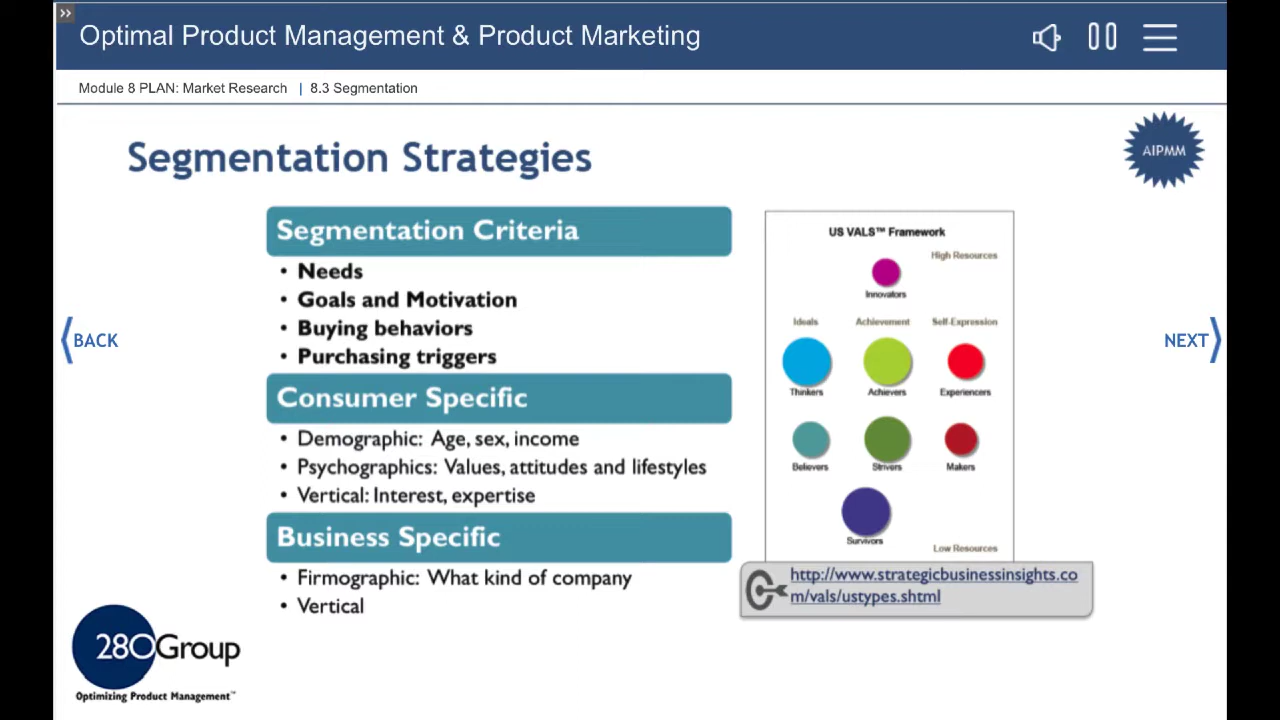 >>
Optimal Product Management & Product Marketing
Module 8 PLAN: Market Research | 8.3 Segmentation
Segmentation Strategies
AIPMM
Segmentation Criteria
• Needs
• Goals and Motivation
• Buying behaviors
• Purchasing triggers
Consumer Specific
• Demographic: Age, sex, income
• Psychographics: Values, attitudes and lifestyles
• Vertical: Interest, expertise
Business Specific
• Firmographic: What kind of company
• Vertical
US VALS™ Framework
High Resources
Innovators
Ideals Achievement Self-Expression
Thinkers Achievers Experiencers
Believers Strivers Makers
Survivors
Low Resources
http://www.strategicbusinessinsights.co
m/vals/ustypes.shtml
BACK
NEXT
280Group
Optimizing Product Management™